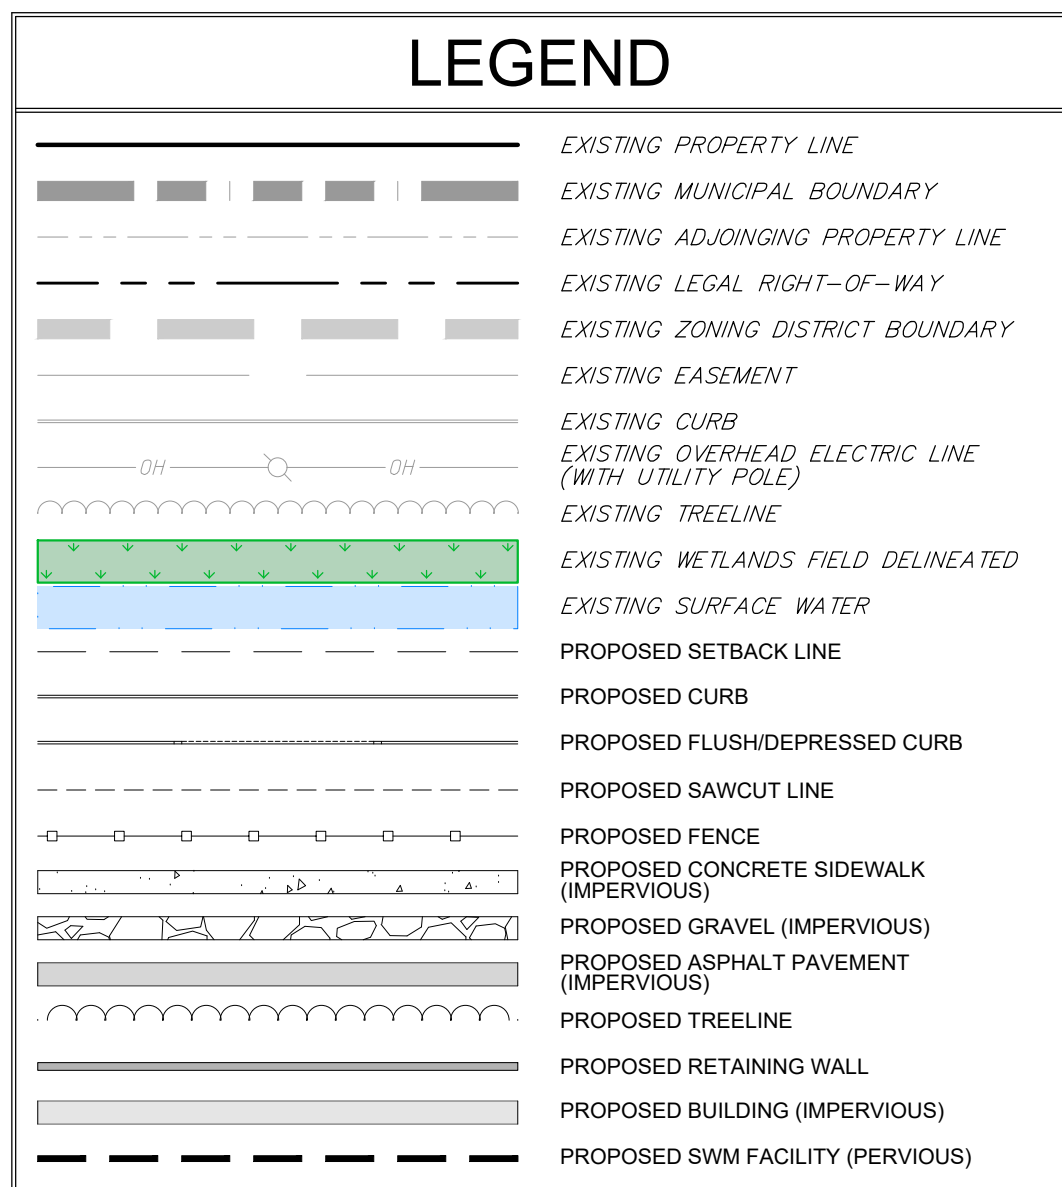 LEGEND
EXISTING PROPERTY LINE
EXISTING MUNICIPAL BOUNDARY
EXISTING ADJOINGING PROPERTY LINE
EXISTING LEGAL RIGHT-OF-WAY
EXISTING ZONING DISTRICT BOUNDARY
EXISTING EASEMENT
EXISTING CURB
OH OH
EXISTING OVERHEAD ELECTRIC LINE
(WITH UTILITY POLE)
EXISTING TREELINE
EXISTING WETLANDS FIELD DELINEATED
EXISTING SURFACE WATER
PROPOSED SETBACK LINE
PROPOSED CURB
PROPOSED FLUSH/DEPRESSED CURB
PROPOSED SAWCUT LINE
PROPOSED FENCE
PROPOSED CONCRETE SIDEWALK
(IMPERVIOUS)
PROPOSED GRAVEL (IMPERVIOUS)
PROPOSED ASPHALT PAVEMENT
(IMPERVIOUS)
PROPOSED TREELINE
PROPOSED RETAINING WALL
PROPOSED BUILDING (IMPERVIOUS)
PROPOSED SWM FACILITY (PERVIOUS)